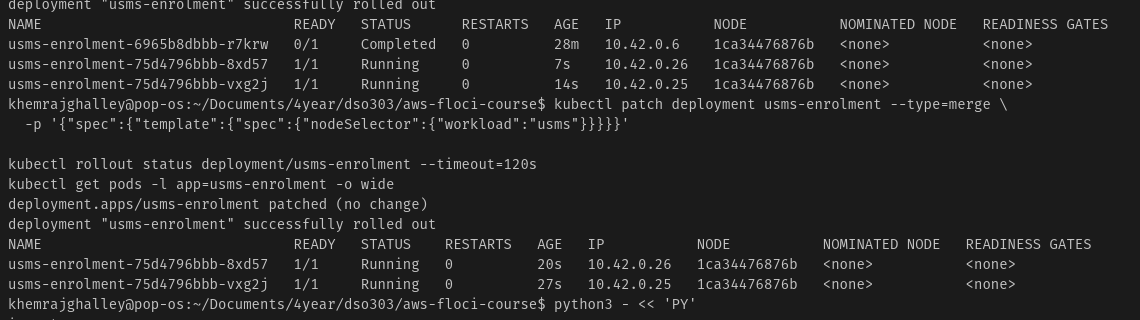 deployment "usms-enrolment" successfully rolled out
NAME READY STATUS RESTARTS AGE IP NODE NOMINATED NODE READINESS GATES
usms-enrolment-6965b8dbbb-r7krw 0/1 Completed 0 28m 10.42.0.6 1ca34476876b <none> <none>
usms-enrolment-75d4796bbb-8xd57 1/1 Running 0 7s 10.42.0.26 1ca34476876b <none> <none>
usms-enrolment-75d4796bbb-vxg2j 1/1 Running 0 14s 10.42.0.25 1ca34476876b <none> <none>
khemrajghalley@pop-os:~/Documents/4year/dso303/aws-floci-course$ kubectl patch deployment usms-enrolment --type=merge \
-p '{"spec":{"template":{"spec":{"nodeSelector":{"workload":"usms"}}}}}'
kubectl rollout status deployment/usms-enrolment --timeout=120s
kubectl get pods -l app=usms-enrolment -o wide
deployment.apps/usms-enrolment patched (no change)
deployment "usms-enrolment" successfully rolled out
NAME READY STATUS RESTARTS AGE IP NODE NOMINATED NODE READINESS GATES
usms-enrolment-75d4796bbb-8xd57 1/1 Running 0 20s 10.42.0.26 1ca34476876b <none> <none>
usms-enrolment-75d4796bbb-vxg2j 1/1 Running 0 27s 10.42.0.25 1ca34476876b <none> <none>
khemrajghalley@pop-os:~/Documents/4year/dso303/aws-floci-course$ python3 - << 'PY'